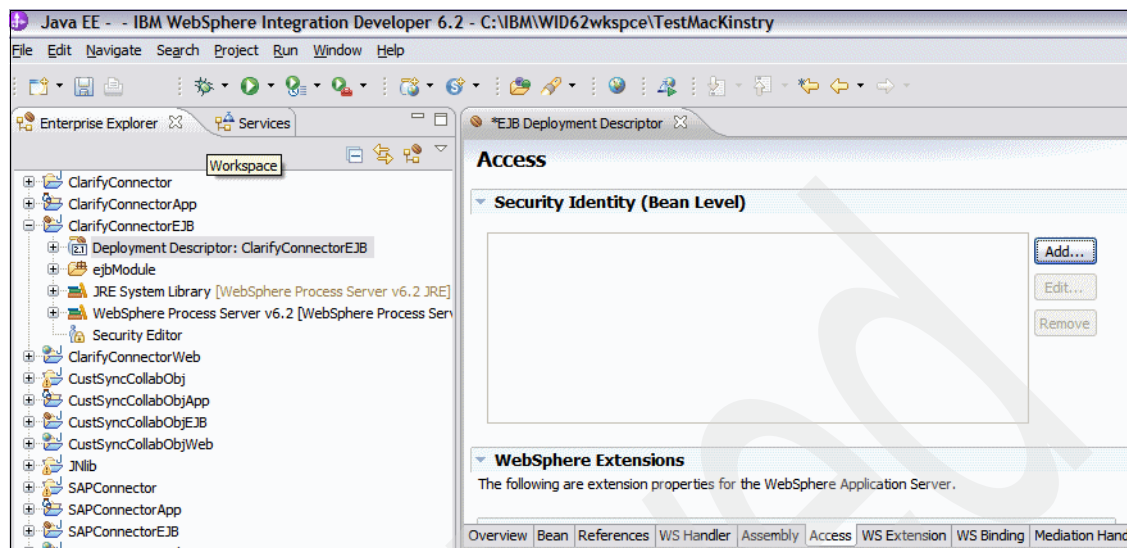 Java EE - - IBM WebSphere Integration Developer 6.2 - C:\IBM\WID62wkspce\TestMacKinstry
File Edit Navigate Search Project Run Window Help
Enterprise Explorer Services
Workspace
ClarifyConnector
ClarifyConnectorApp
ClarifyConnectorEJB
2.1 Deployment Descriptor: ClarifyConnectorEJB
ejbModule
JRE System Library [WebSphere Process Server v6.2 JRE]
WebSphere Process Server v6.2 [WebSphere Process Serv
Security Editor
ClarifyConnectorWeb
CustSyncCollabObj
CustSyncCollabObjApp
CustSyncCollabObjEJB
CustSyncCollabObjWeb
JNlib
SAPConnector
SAPConnectorApp
SAPConnectorEJB
*EJB Deployment Descriptor
Access
Security Identity (Bean Level)
Add...
Edit...
Remove
WebSphere Extensions
The following are extension properties for the WebSphere Application Server.
Overview Bean References WS Handler Assembly Access WS Extension WS Binding Mediation Hand